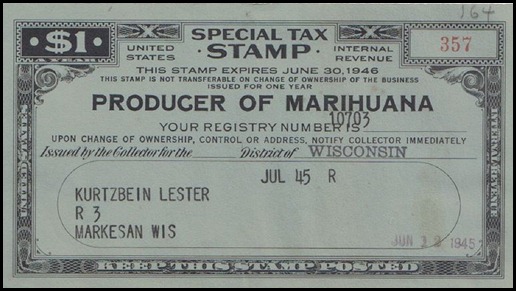 164
$1
A YEAR
UNITED STATES
SPECIAL TAX
STAMP
INTERNAL REVENUE
357
THIS STAMP EXPIRES JUNE 30, 1946
THIS STAMP IS NOT TRANSFERABLE ON CHANGE OF OWNERSHIP OF THE BUSINESS
ISSUED FOR ONE YEAR
PRODUCER OF MARIHUANA
YOUR REGISTRY NUMBER IS 10703
UPON CHANGE OF OWNERSHIP, CONTROL OR ADDRESS, NOTIFY COLLECTOR IMMEDIATELY
Issued by the Collector for the District of WISCONSIN
JUL 45 R
KURTZBEIN LESTER
R 3
MARKESAN WIS
JUN 1945
KEEP THIS STAMP POSTED